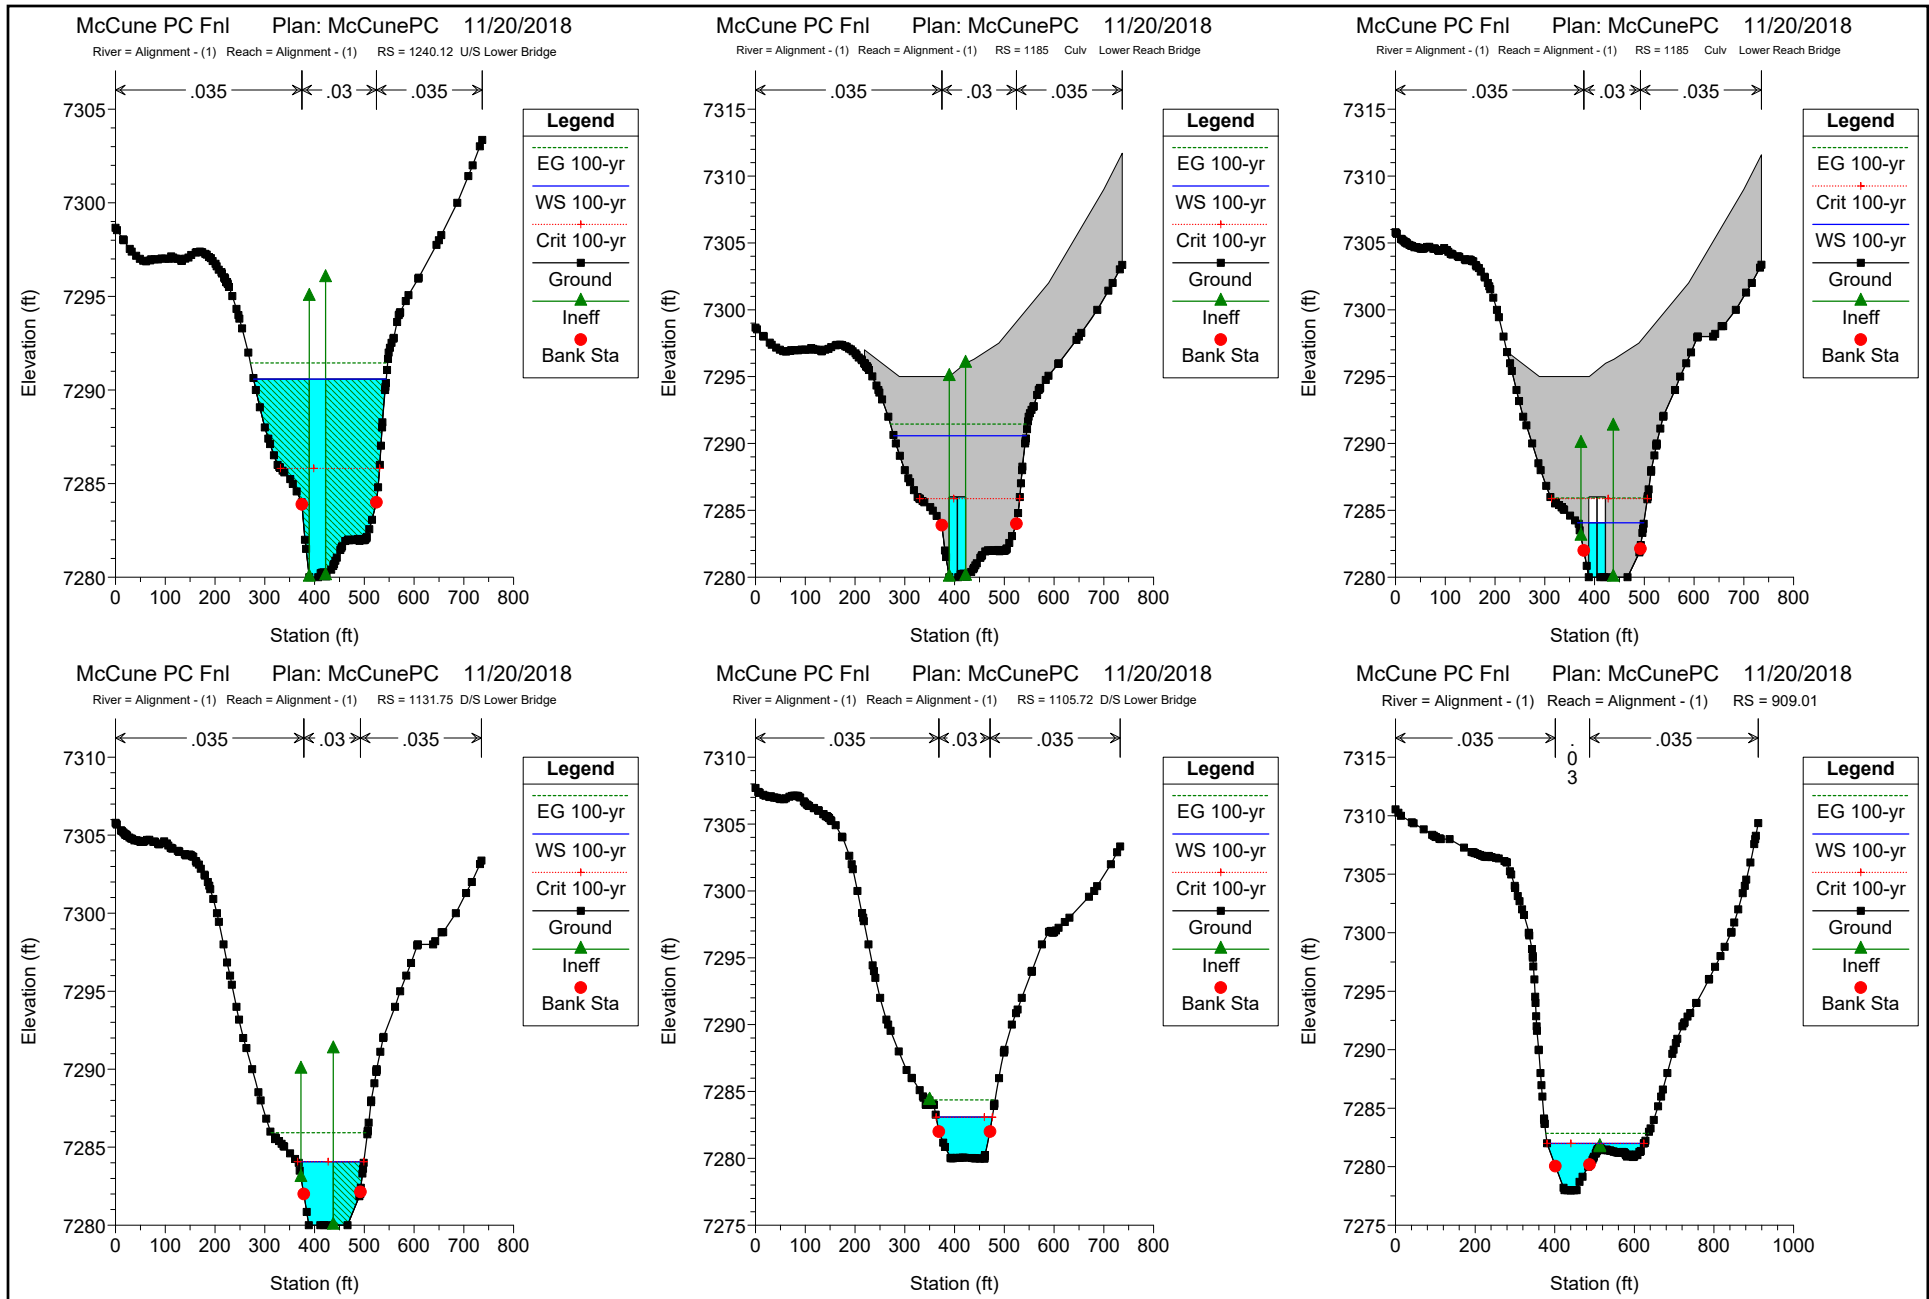 McCune PC Fnl Plan: McCunePC 11/20/2018
River = Alignment - (1) Reach = Alignment - (1) RS = 1240.12 U/S Lower Bridge
.035 .03 .035
7305
7300
7295
7290
7285
7280
Elevation (ft)
0 100 200 300 400 500 600 700 800
Station (ft)
Legend
EG 100-yr
WS 100-yr
Crit 100-yr
Ground
Ineff
Bank Sta
McCune PC Fnl Plan: McCunePC 11/20/2018
River = Alignment - (1) Reach = Alignment - (1) RS = 1185 Culv Lower Reach Bridge
.035 .03 .035
7315
7310
7305
7300
7295
7290
7285
7280
Elevation (ft)
0 100 200 300 400 500 600 700 800
Station (ft)
Legend
EG 100-yr
WS 100-yr
Crit 100-yr
Ground
Ineff
Bank Sta
McCune PC Fnl Plan: McCunePC 11/20/2018
River = Alignment - (1) Reach = Alignment - (1) RS = 1185 Culv Lower Reach Bridge
.035 .03 .035
7315
7310
7305
7300
7295
7290
7285
7280
Elevation (ft)
0 100 200 300 400 500 600 700 800
Station (ft)
Legend
EG 100-yr
Crit 100-yr
WS 100-yr
Ground
Ineff
Bank Sta
McCune PC Fnl Plan: McCunePC 11/20/2018
River = Alignment - (1) Reach = Alignment - (1) RS = 1131.75 D/S Lower Bridge
.035 .03 .035
7310
7305
7300
7295
7290
7285
7280
Elevation (ft)
0 100 200 300 400 500 600 700 800
Station (ft)
Legend
EG 100-yr
WS 100-yr
Crit 100-yr
Ground
Ineff
Bank Sta
McCune PC Fnl Plan: McCunePC 11/20/2018
River = Alignment - (1) Reach = Alignment - (1) RS = 1105.72 D/S Lower Bridge
.035 .03 .035
7310
7305
7300
7295
7290
7285
7280
7275
Elevation (ft)
0 100 200 300 400 500 600 700 800
Station (ft)
Legend
EG 100-yr
WS 100-yr
Crit 100-yr
Ground
Ineff
Bank Sta
McCune PC Fnl Plan: McCunePC 11/20/2018
River = Alignment - (1) Reach = Alignment - (1) RS = 909.01
.035 .03 .035
7315
7310
7305
7300
7295
7290
7285
7280
7275
Elevation (ft)
0 200 400 600 800 1000
Station (ft)
Legend
EG 100-yr
WS 100-yr
Crit 100-yr
Ground
Ineff
Bank Sta